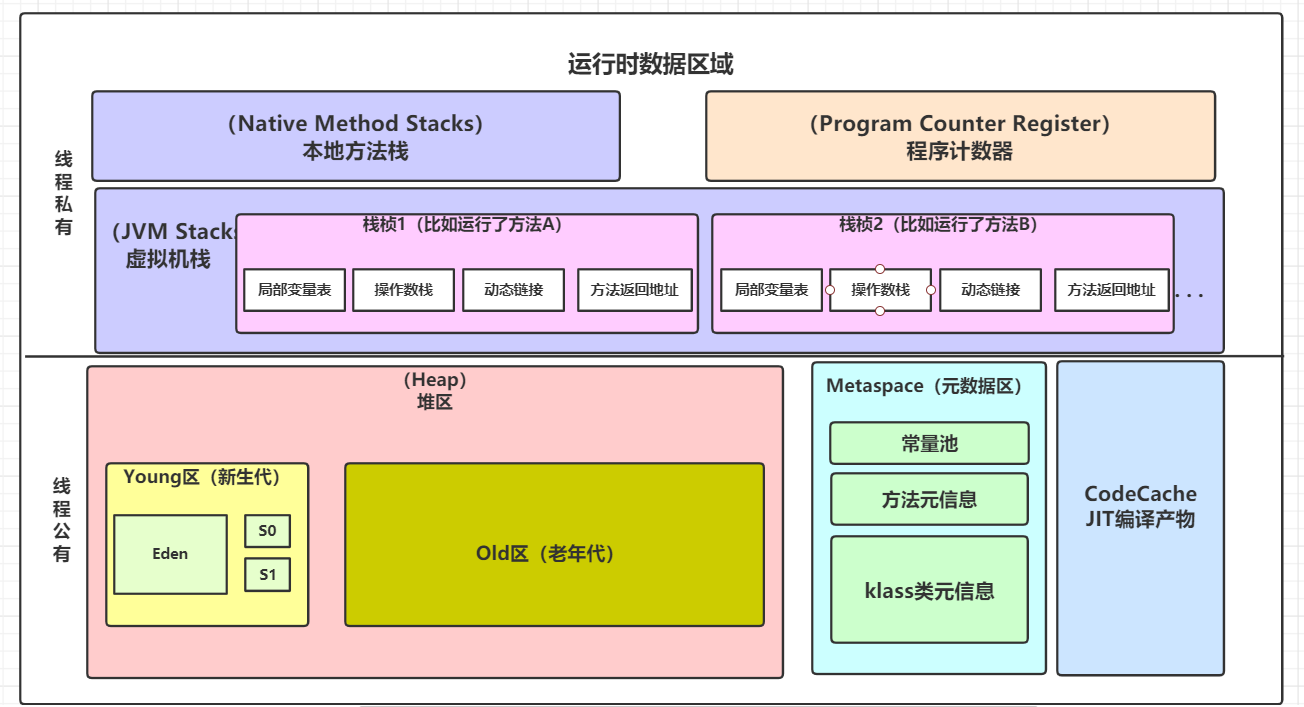 运行时数据区域
线
程
私
有
（Native Method Stacks）
本地方法栈
（Program Counter Register）
程序计数器
（JVM Stacks
虚拟机栈
栈桢1（比如运行了方法A）
局部变量表
操作数栈
动态链接
方法返回地址
栈桢2（比如运行了方法B）
局部变量表
操作数栈
动态链接
方法返回地址
...
线
程
公
有
（Heap）
堆区
Young区（新生代）
Eden
S0
S1
Old区（老年代）
Metaspace（元数据区）
常量池
方法元信息
klass类元信息
CodeCache
JIT编译产物